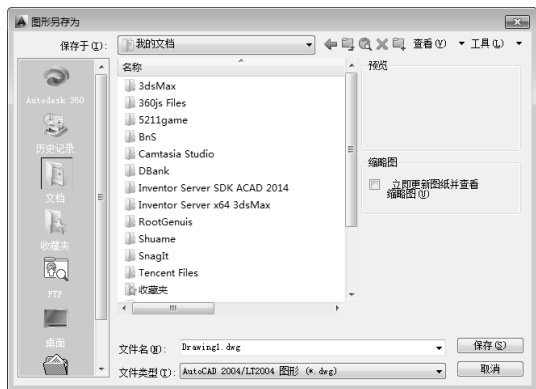 图形另存为
保存于(I):
我的文档
查看(V)
工具(L)
Autodesk 360
历史记录
文档
收藏夹
FTP
桌面
名称
3dsMax
360js Files
5211game
BnS
Camtasia Studio
DBank
Inventor Server SDK ACAD 2014
Inventor Server x64 3dsMax
RootGenuis
Shuame
SnagIt
Tencent Files
收藏夹
预览
缩略图
立即更新图纸并查看
缩略图(U)
文件名(N):
Drawing1.dwg
保存(S)
文件类型(T):
AutoCAD 2004/LT2004 图形 (*.dwg)
取消